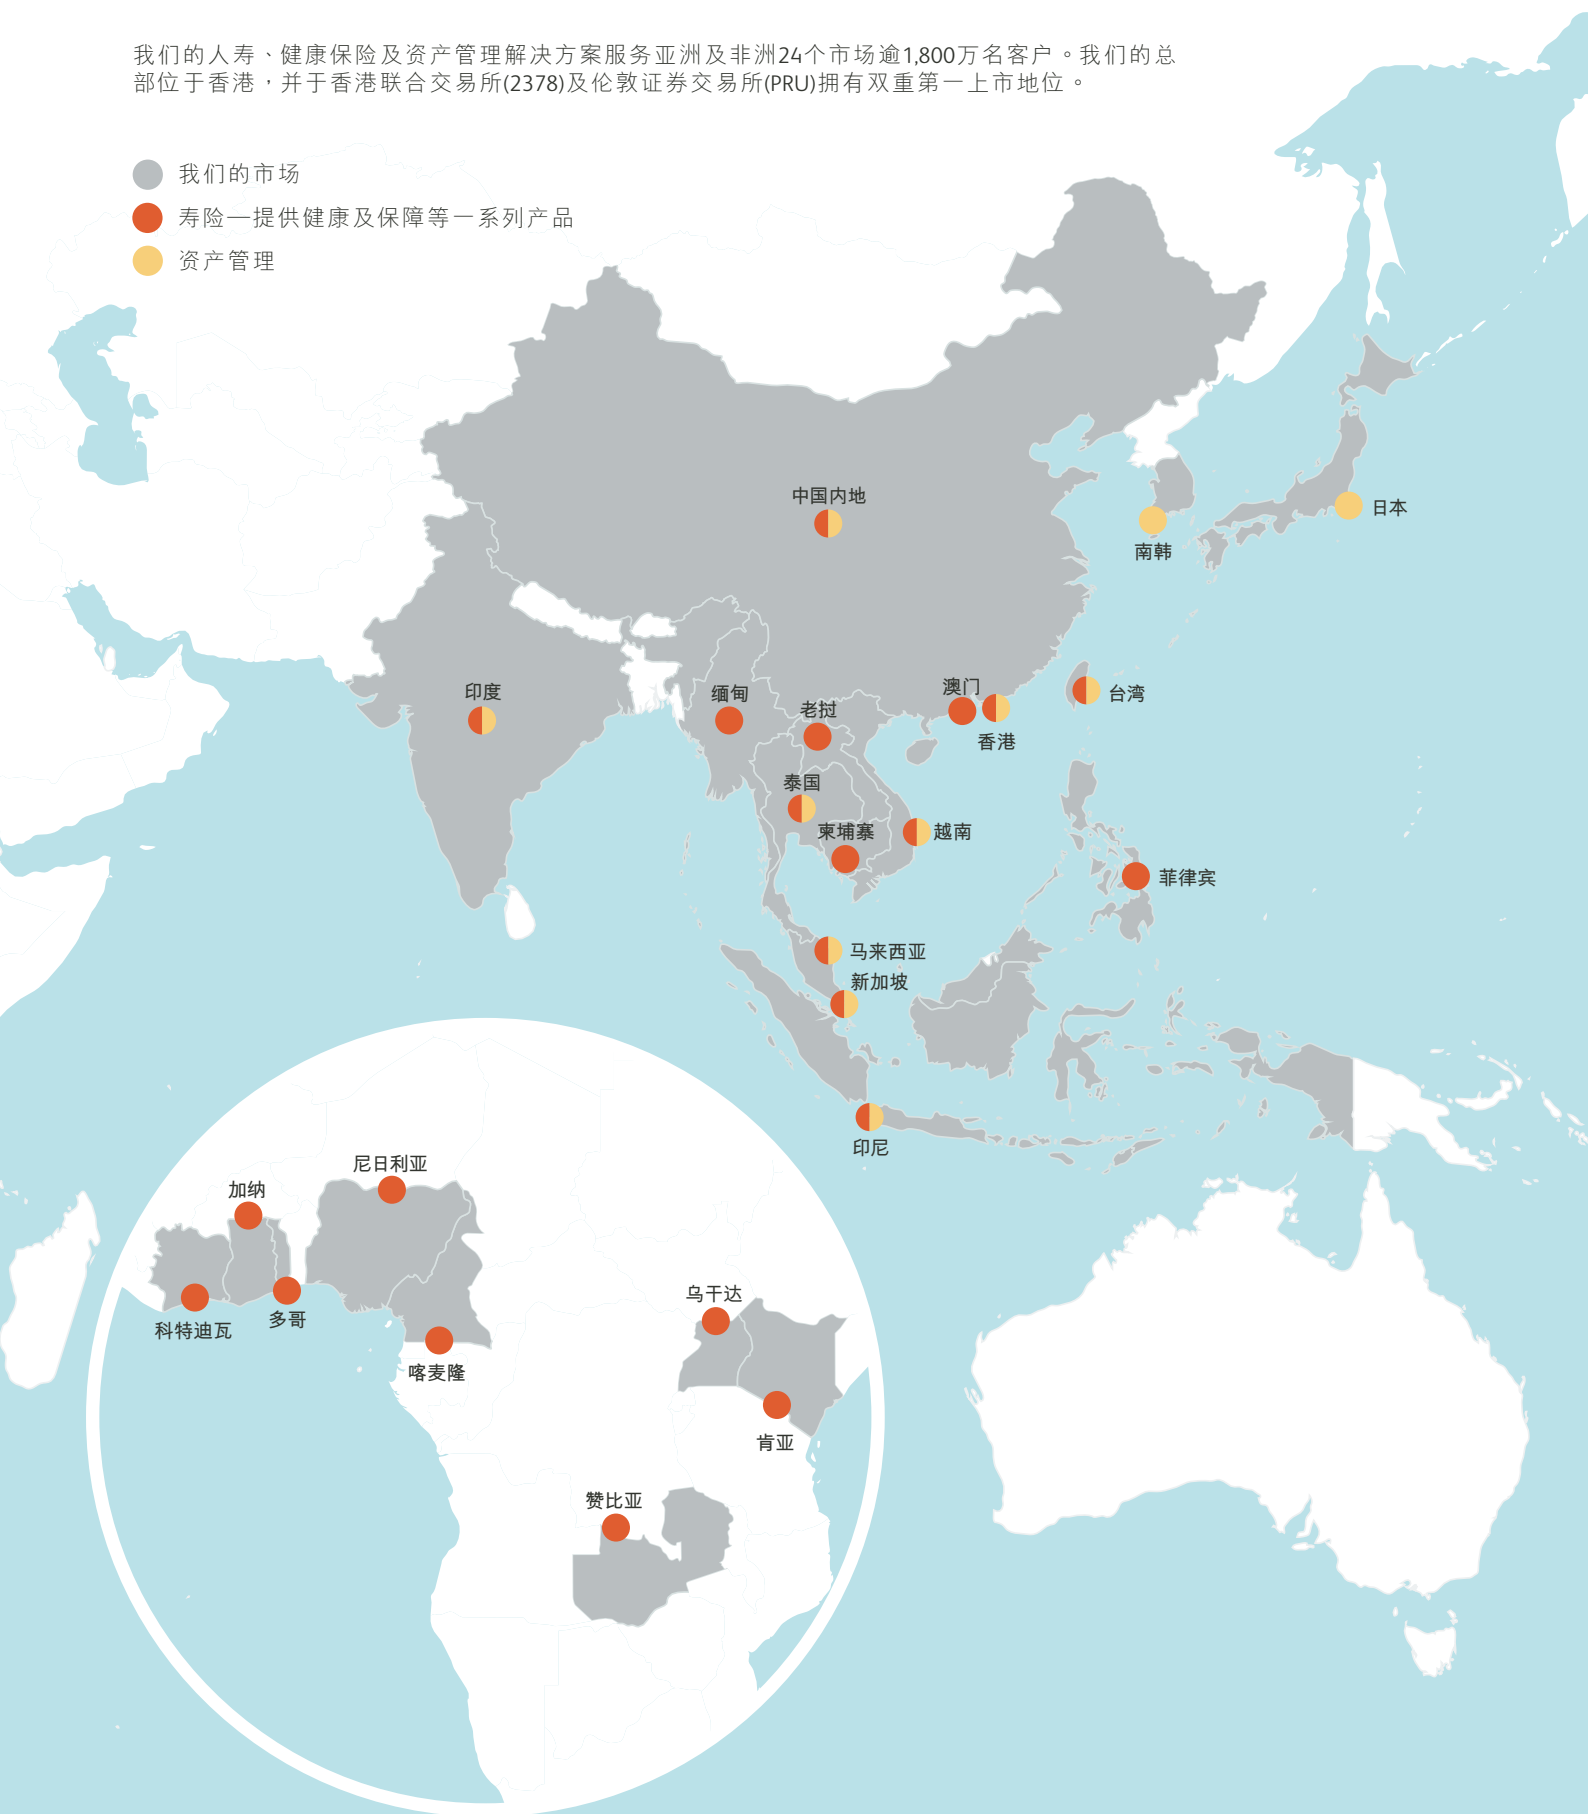 我们的人寿、健康保险及资产管理解决方案服务亚洲及非洲24个市场逾1,800万名客户。我们的总
部位于香港，并于香港联合交易所(2378)及伦敦证券交易所(PRU)拥有双重第一上市地位。
我们的市场
寿险—提供健康及保障等一系列产品
资产管理
中国内地
日本
南韩
印度
缅甸
老挝
澳门
香港
台湾
泰国
柬埔寨
越南
菲律宾
马来西亚
新加坡
印尼
尼日利亚
加纳
科特迪瓦
多哥
喀麦隆
乌干达
肯亚
赞比亚